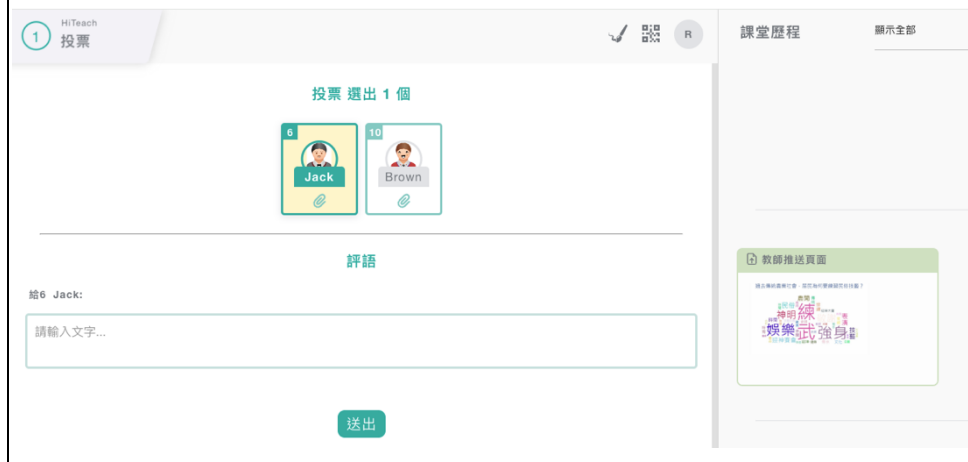 1
HiTeach
投票
R
投票 選出 1 個
6
Jack
10
Brown
評語
給6 Jack:
請輸入文字...
送出
課堂歷程
顯示全部
教師推送頁面
神明
練
娛樂
武
強身